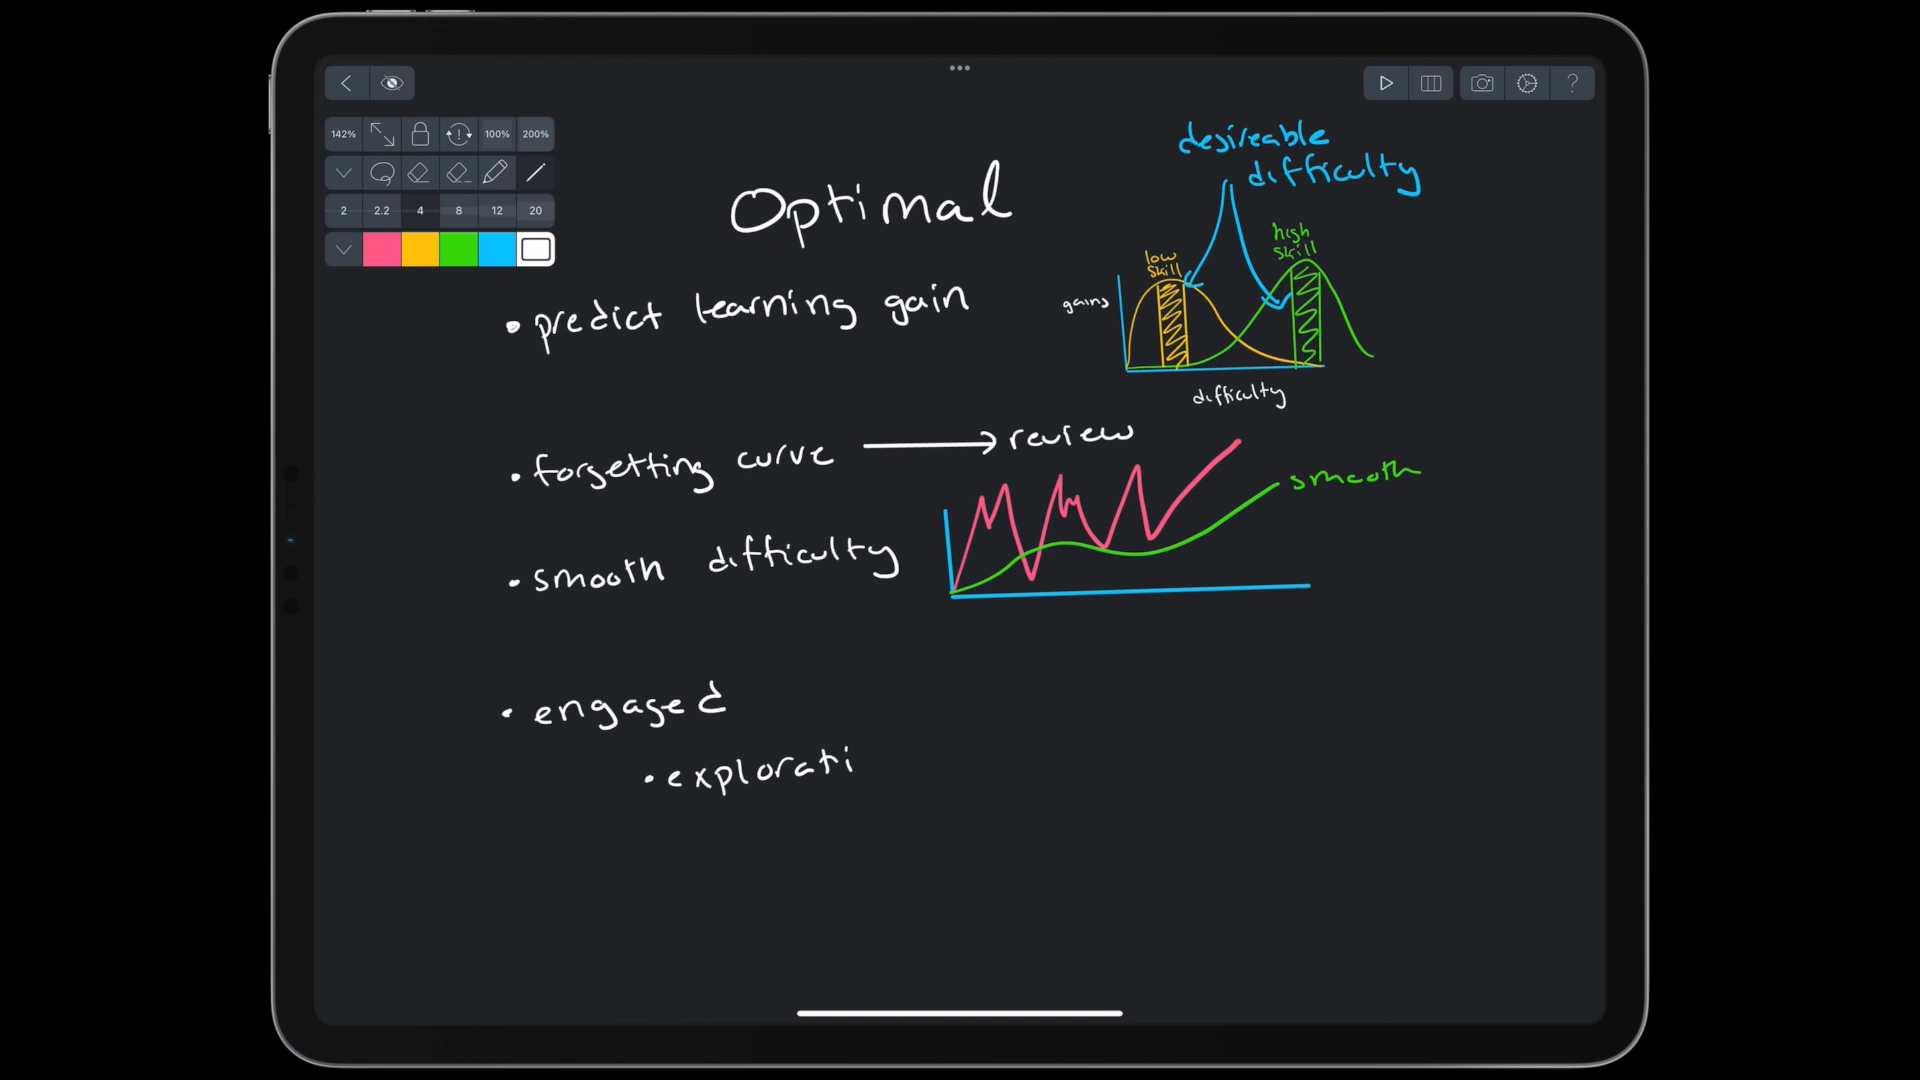 142%
100%
200%
2
2.2
4
8
12
20
?
Optimal
desireable
difficulty
low
skill
high
skill
gains
difficulty
• predict learning gain
• forgetting curve → review
• smooth difficulty
smooth
• engaged
• explorati